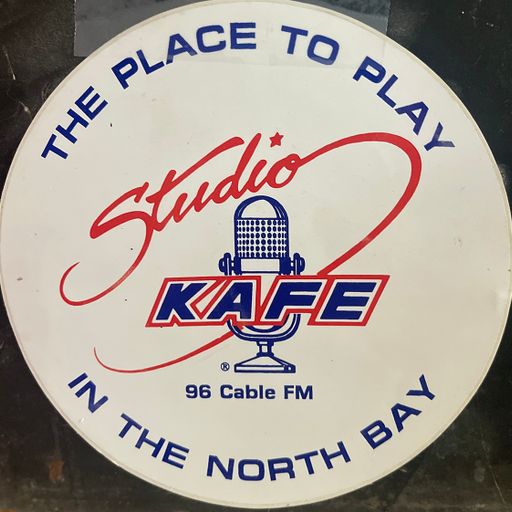 THE PLACE TO PLAY
Studio
KAFE
®
96 Cable FM
IN THE NORTH BAY